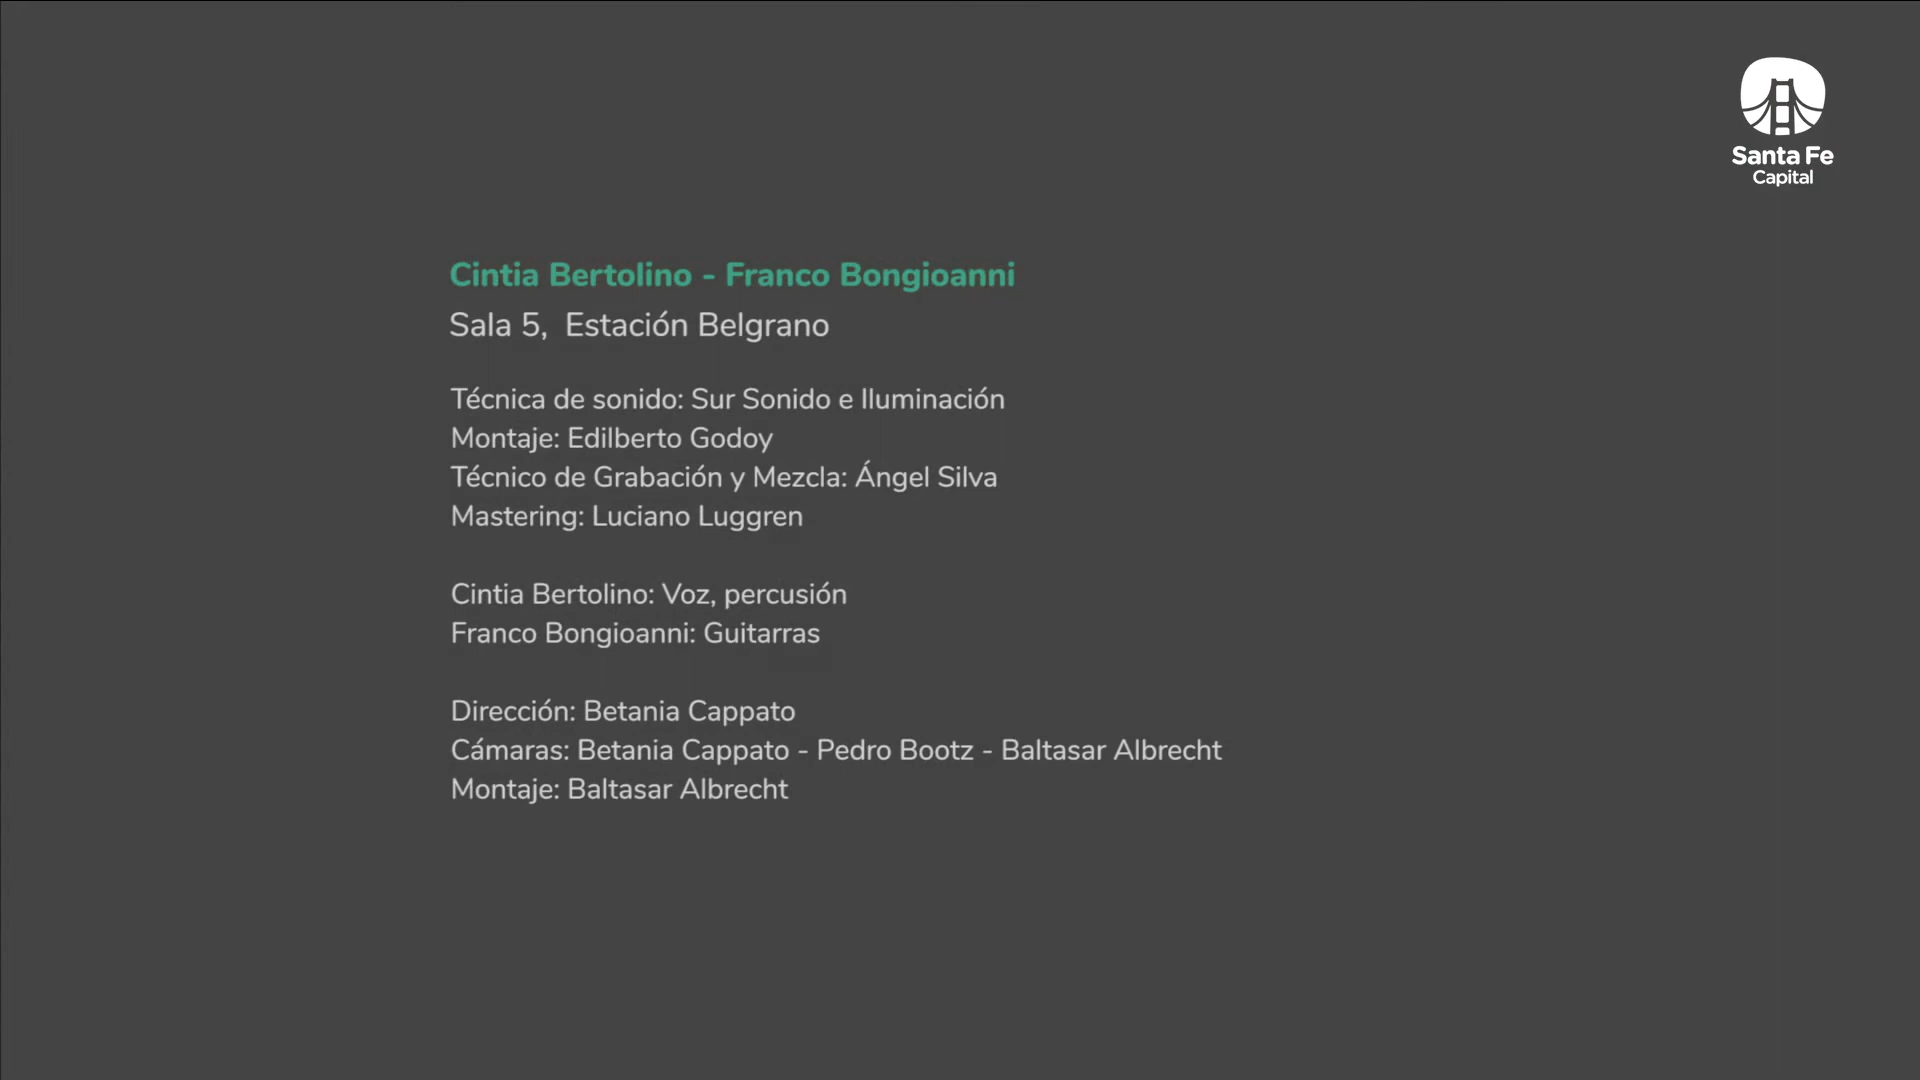 Santa Fe
Capital
Cintia Bertolino - Franco Bongioanni
Sala 5,  Estación Belgrano
Técnica de sonido: Sur Sonido e Iluminación
Montaje: Edilberto Godoy
Técnico de Grabación y Mezcla: Ángel Silva
Mastering: Luciano Luggren
Cintia Bertolino: Voz, percusión
Franco Bongioanni: Guitarras
Dirección: Betania Cappato
Cámaras: Betania Cappato - Pedro Bootz - Baltasar Albrecht
Montaje: Baltasar Albrecht